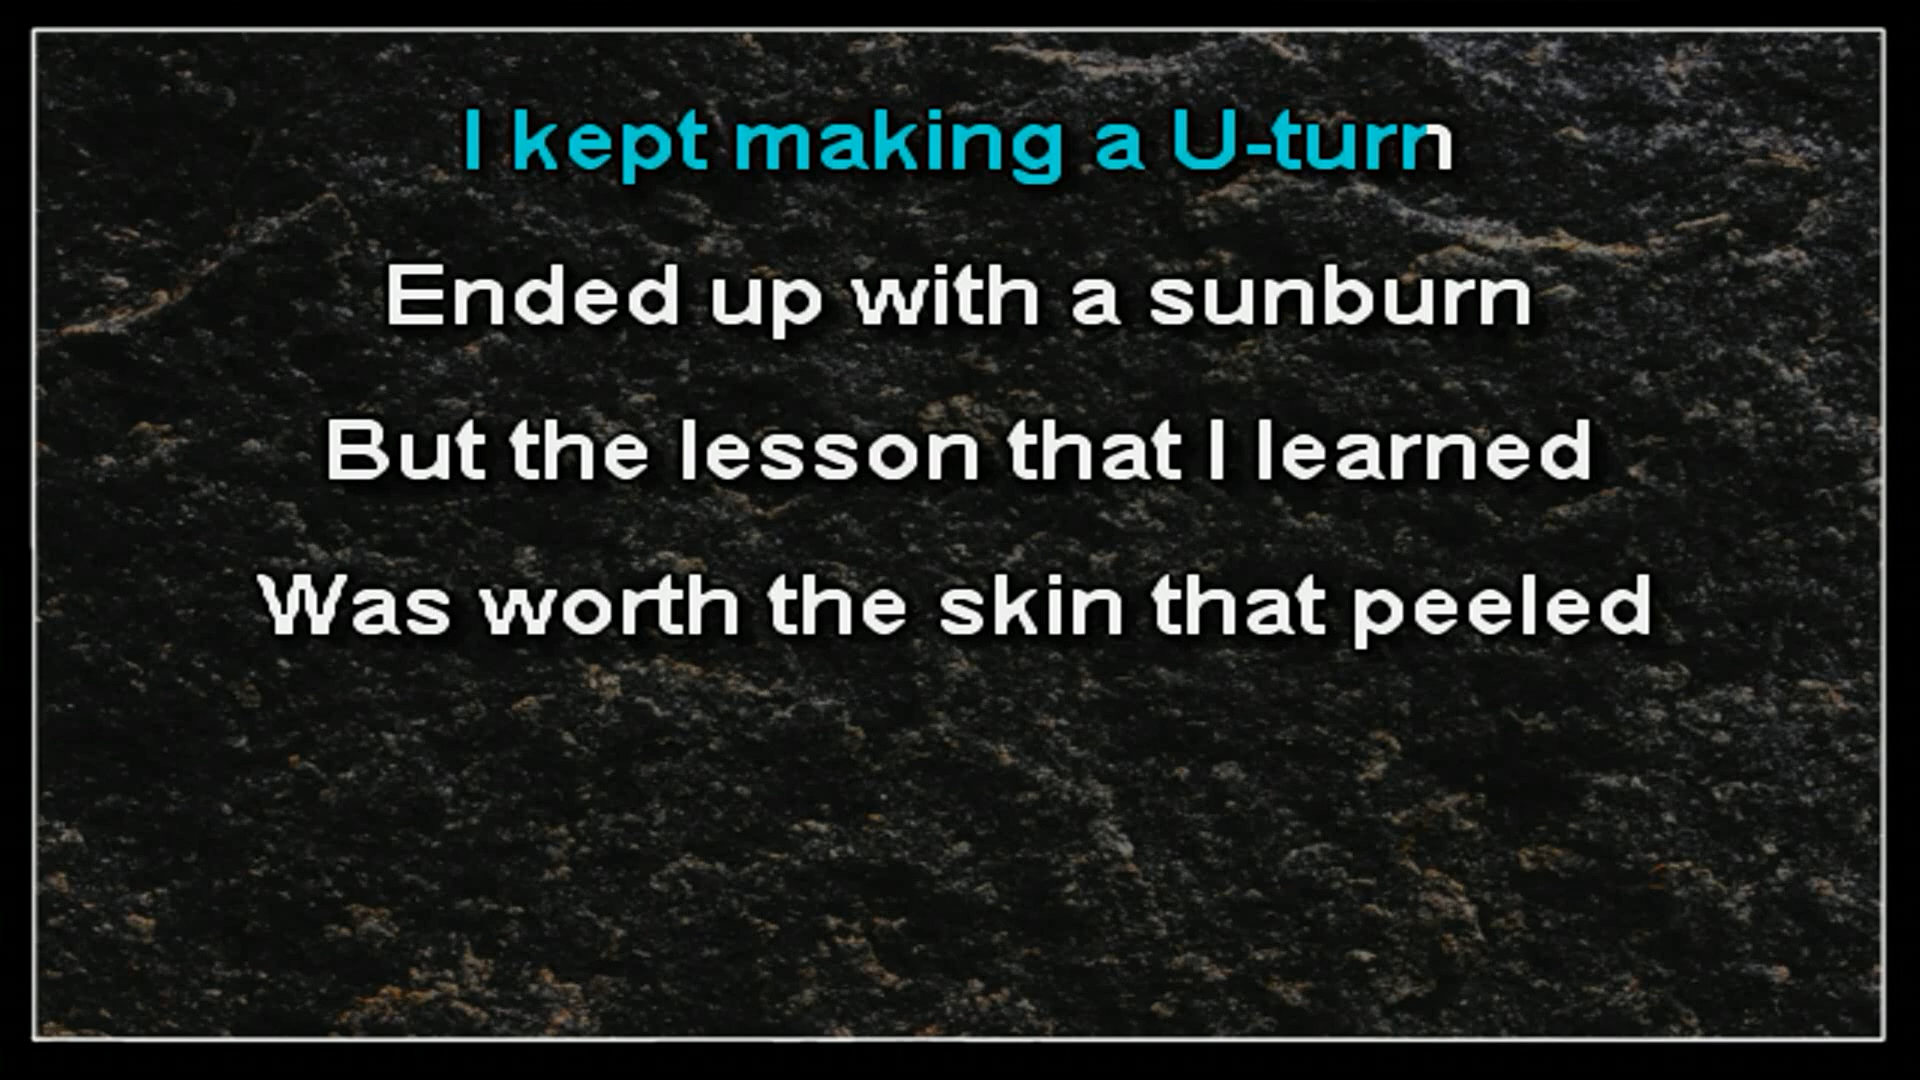 I kept making a U-turn
Ended up with a sunburn
But the lesson that I learned
Was worth the skin that peeled